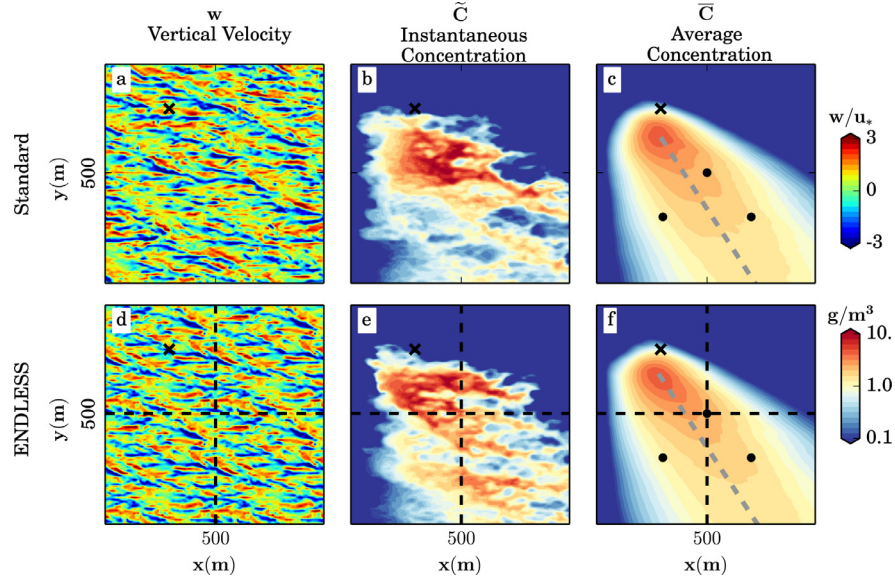 w
Vertical Velocity
C̃
Instantaneous
Concentration
C̅
Average
Concentration
Standard
y(m)
500
a
b
c
w/u*
3
0
-3
ENDLESS
y(m)
500
d
e
f
g/m³
10.
1.0
0.1
500
500
500
x(m)
x(m)
x(m)